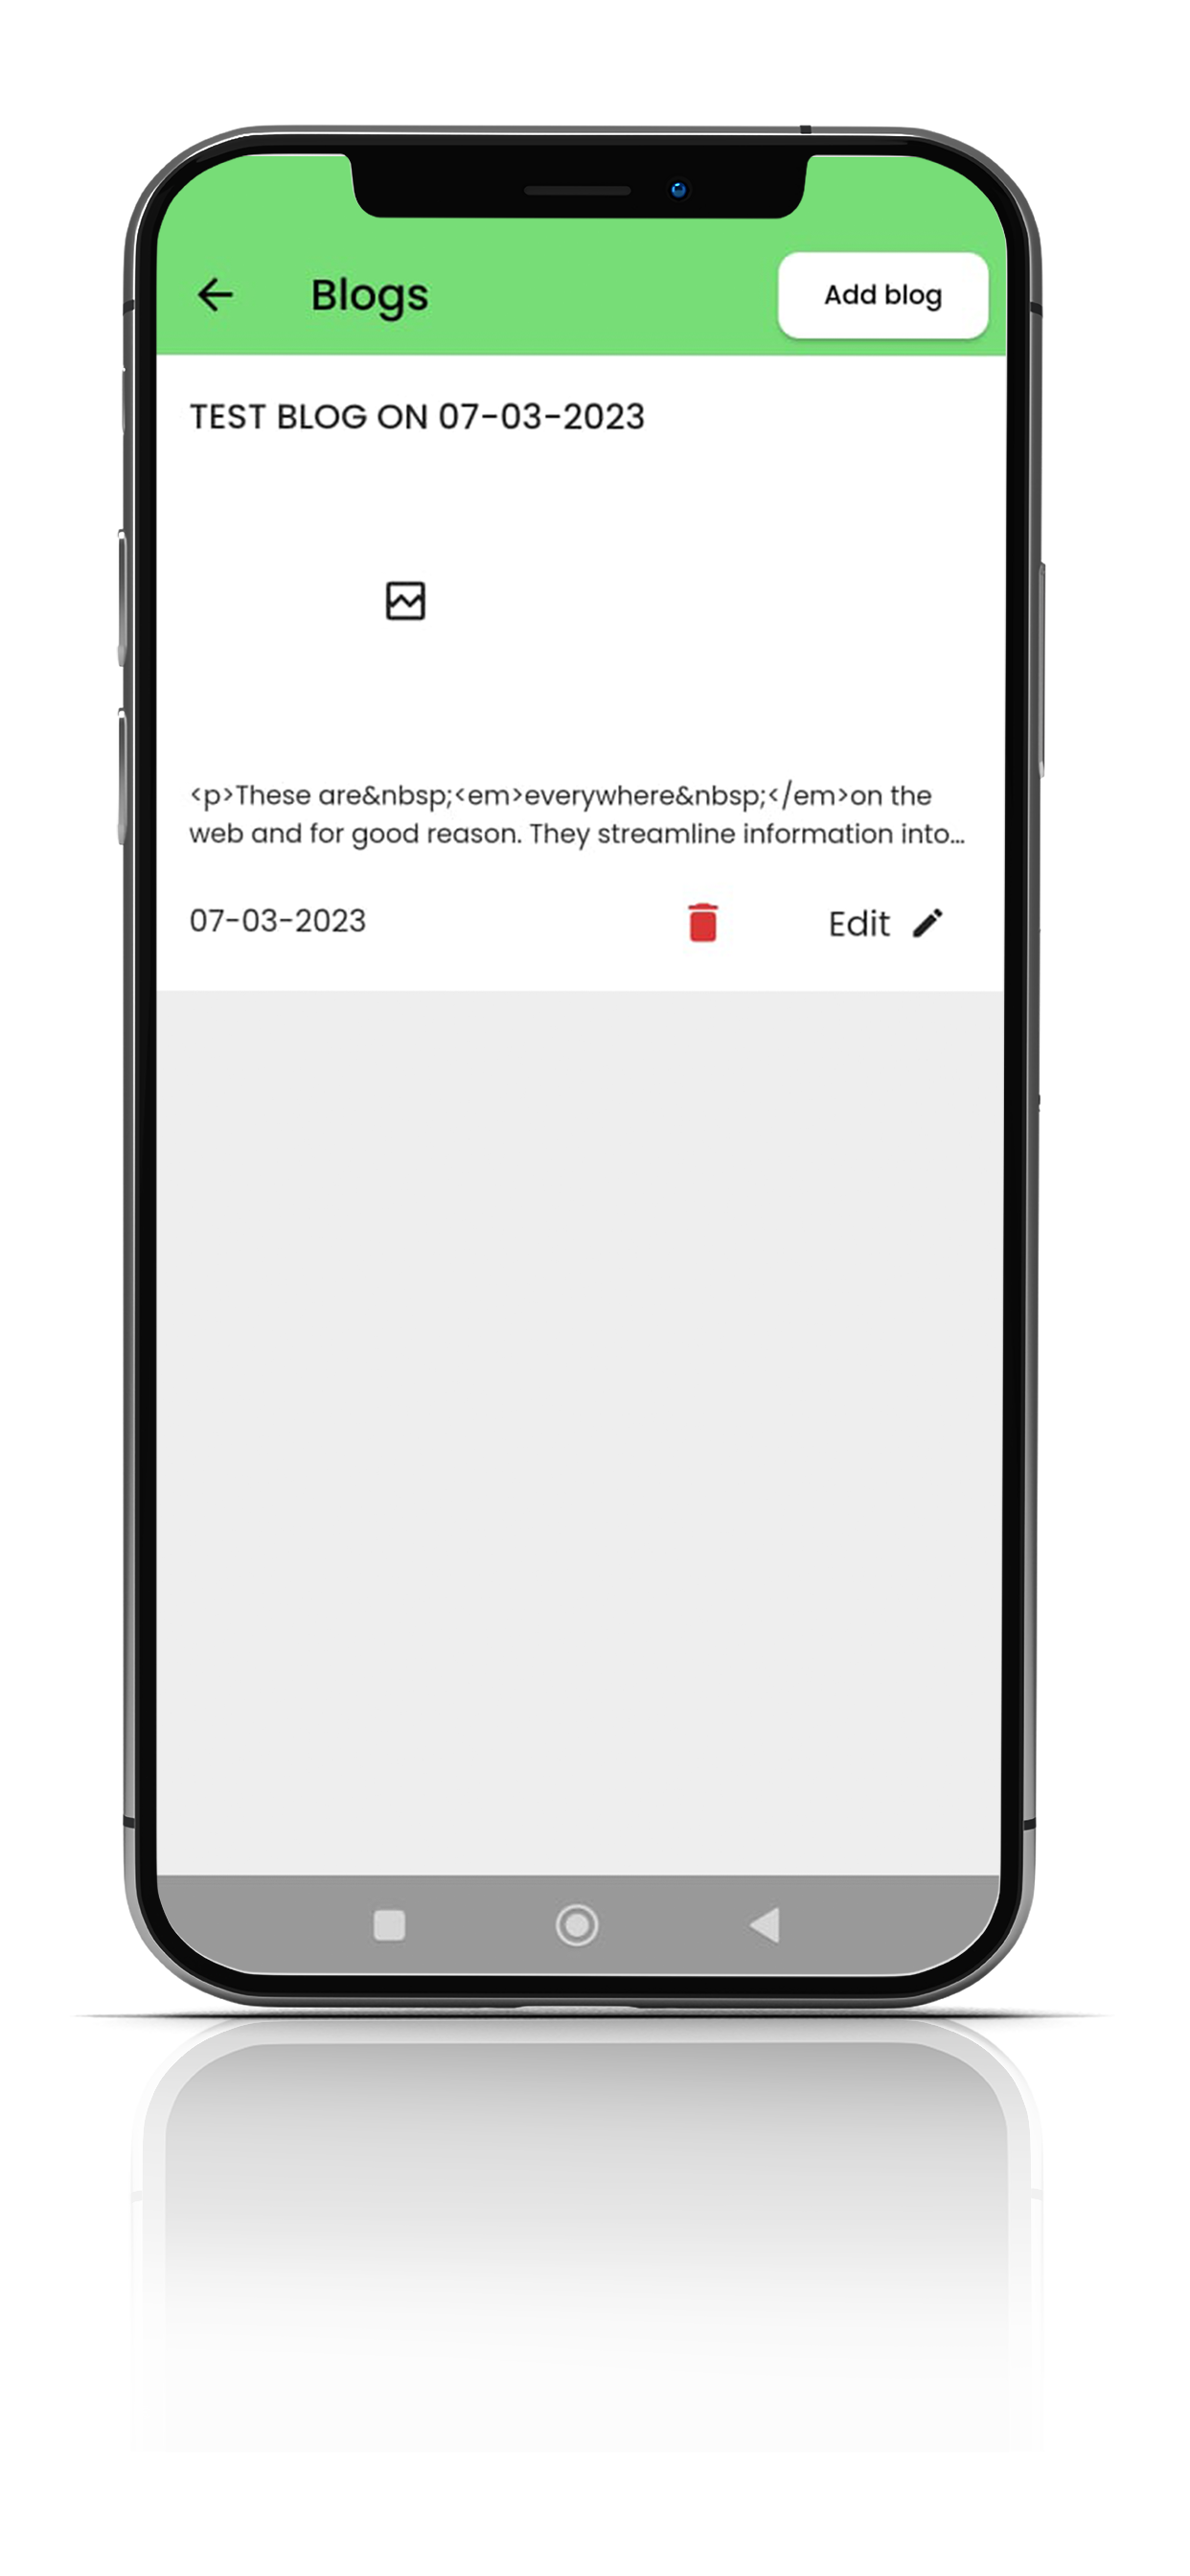 Blogs
Add blog
TEST BLOG ON 07-03-2023
<p>These are&nbsp;<em>everywhere&nbsp;</em>on the
web and for good reason. They streamline information into...
07-03-2023
Edit